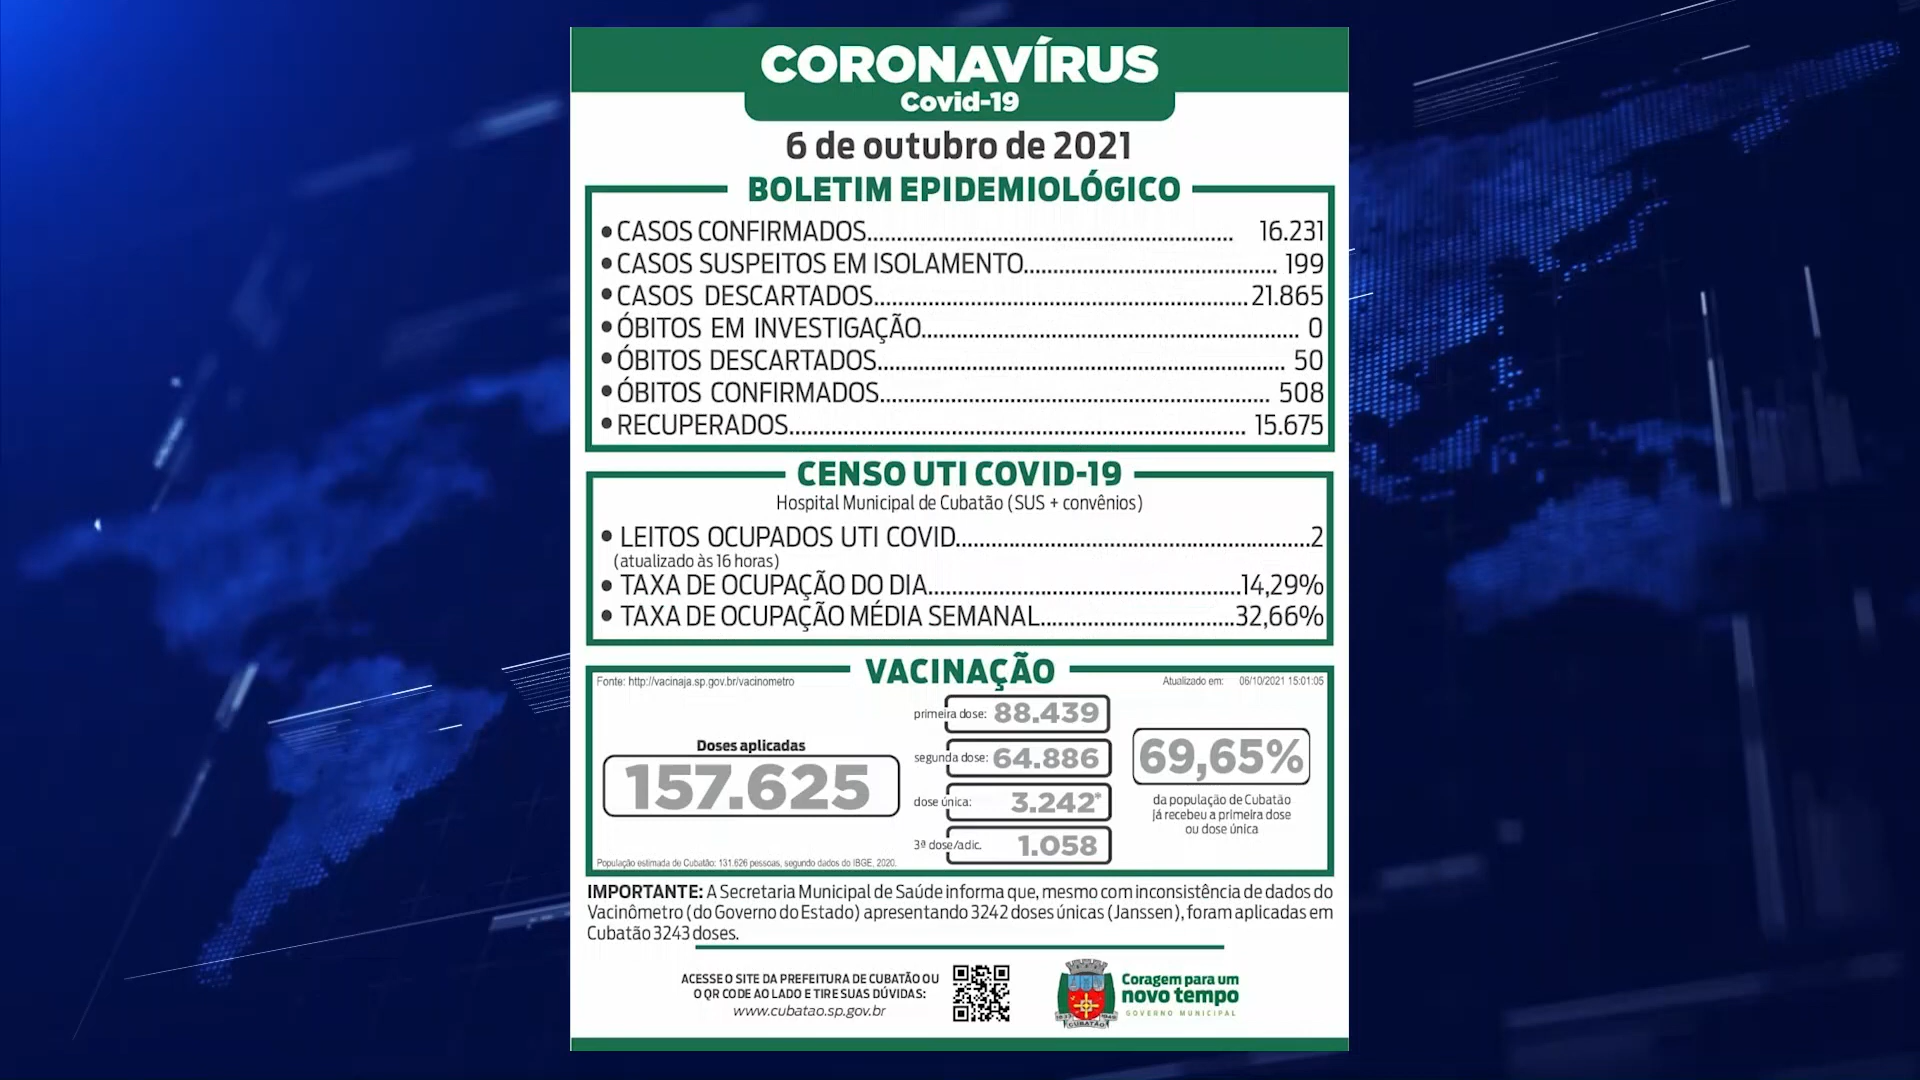 CORONAVÍRUS
Covid-19
6 de outubro de 2021
BOLETIM EPIDEMIOLÓGICO
• CASOS CONFIRMADOS.......................................................... 16.231
• CASOS SUSPEITOS EM ISOLAMENTO........................................ 199
• CASOS DESCARTADOS...........................................................21.865
• ÓBITOS EM INVESTIGAÇÃO............................................................ 0
• ÓBITOS DESCARTADOS................................................................. 50
• ÓBITOS CONFIRMADOS.............................................................. 508
• RECUPERADOS........................................................................ 15.675
CENSO UTI COVID-19
Hospital Municipal de Cubatão (SUS + convênios)
• LEITOS OCUPADOS UTI COVID........................................................2
(atualizado às 16 horas)
• TAXA DE OCUPAÇÃO DO DIA.................................................14,29%
• TAXA DE OCUPAÇÃO MÉDIA SEMANAL...............................32,66%
VACINAÇÃO
Fonte: http://vacinaja.sp.gov.br/vacinometro
Atualizado em: 06/10/2021 15:01:05
Doses aplicadas
157.625
primeira dose: 88.439
segunda dose: 64.886
dose única: 3.242*
3ª dose/adic. 1.058
69,65%
da população de Cubatão
já recebeu a primeira dose
ou dose única
População estimada de Cubatão: 131.626 pessoas, segundo dados do IBGE, 2020.
IMPORTANTE: A Secretaria Municipal de Saúde informa que, mesmo com inconsistência de dados do
Vacinômetro (do Governo do Estado) apresentando 3242 doses únicas (Janssen), foram aplicadas em
Cubatão 3243 doses.
ACESSE O SITE DA PREFEITURA DE CUBATÃO OU
O QR CODE AO LADO E TIRE SUAS DÚVIDAS:
www.cubatao.sp.gov.br
CUBATÃO
Coragem para um
novo tempo
GOVERNO MUNICIPAL